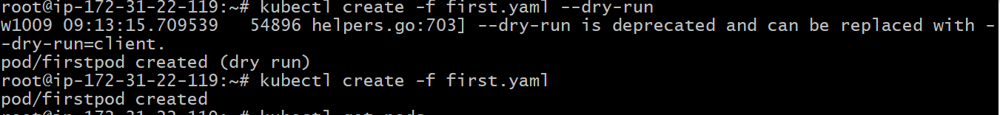 root@ip-172-31-22-119:~# kubectl create -f first.yaml --dry-run
w1009 09:13:15.709539   54896 helpers.go:703] --dry-run is deprecated and can be replaced with -
-dry-run=client.
pod/firstpod created (dry run)
root@ip-172-31-22-119:~# kubectl create -f first.yaml
pod/firstpod created